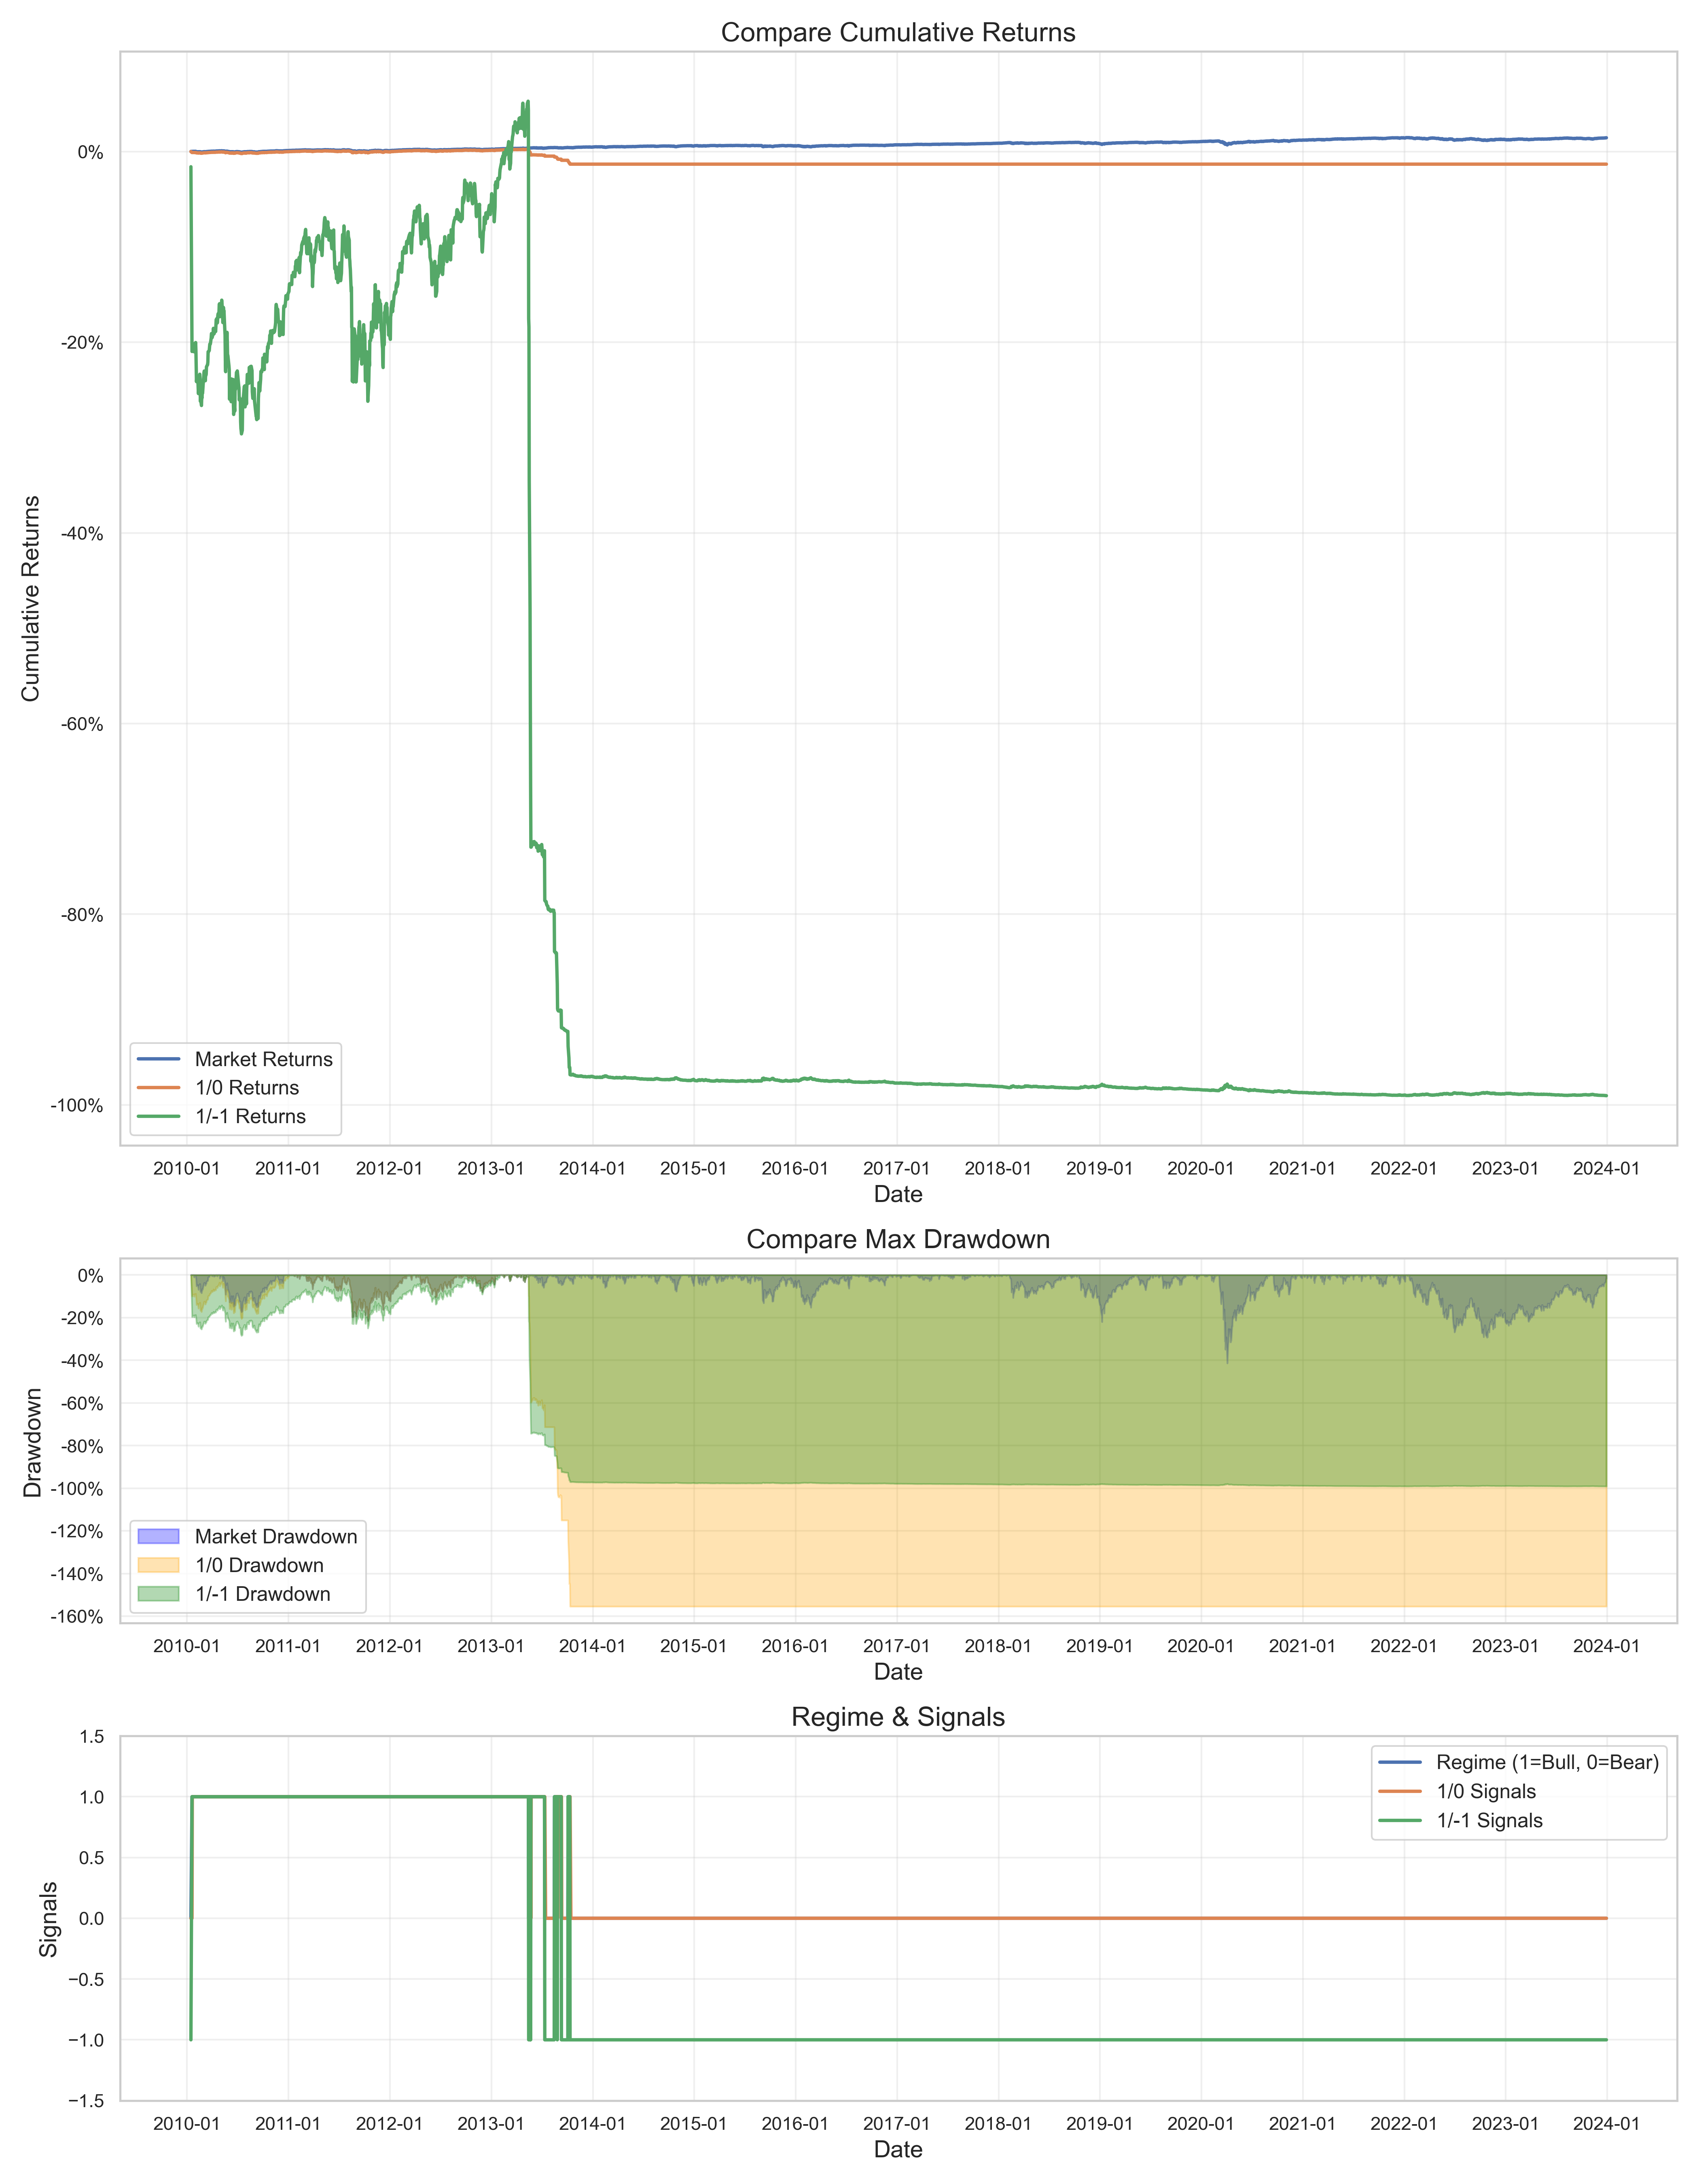 Compare Cumulative Returns
Cumulative Returns
0%
-20%
-40%
-60%
-80%
-100%
Market Returns
1/0 Returns
1/-1 Returns
2010-01 2011-01 2012-01 2013-01 2014-01 2015-01 2016-01 2017-01 2018-01 2019-01 2020-01 2021-01 2022-01 2023-01 2024-01
Date
Compare Max Drawdown
Drawdown
0%
-20%
-40%
-60%
-80%
-100%
-120%
-140%
-160%
Market Drawdown
1/0 Drawdown
1/-1 Drawdown
2010-01 2011-01 2012-01 2013-01 2014-01 2015-01 2016-01 2017-01 2018-01 2019-01 2020-01 2021-01 2022-01 2023-01 2024-01
Date
Regime & Signals
Signals
1.5
1.0
0.5
0.0
−0.5
−1.0
−1.5
Regime (1=Bull, 0=Bear)
1/0 Signals
1/-1 Signals
2010-01 2011-01 2012-01 2013-01 2014-01 2015-01 2016-01 2017-01 2018-01 2019-01 2020-01 2021-01 2022-01 2023-01 2024-01
Date